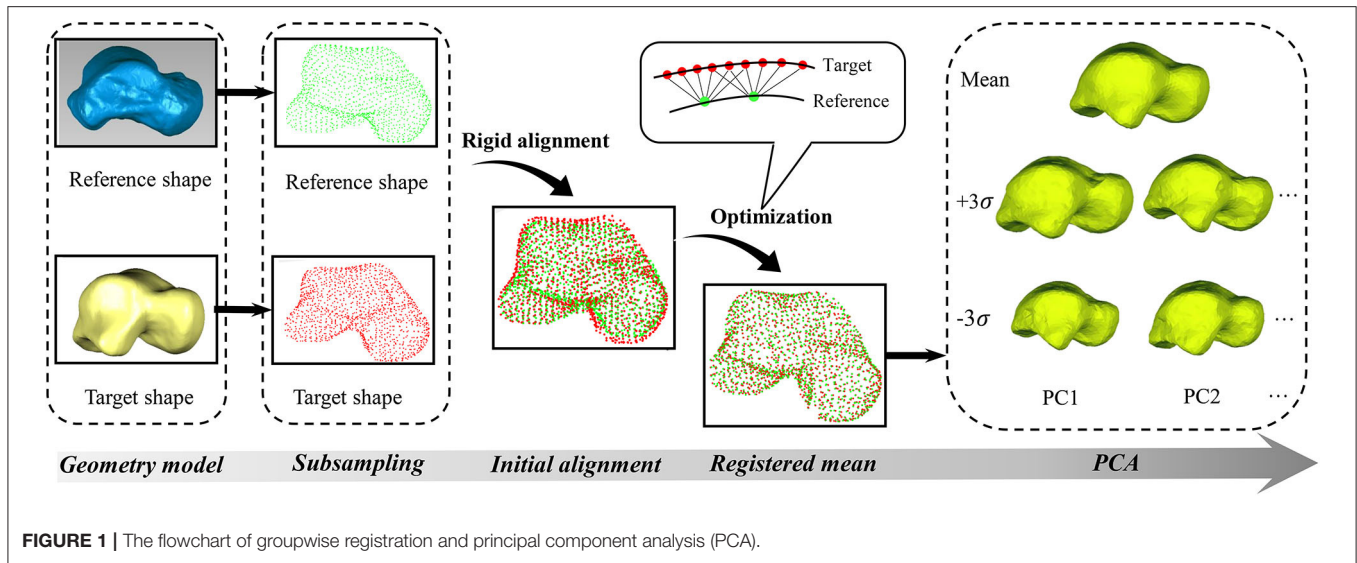 Reference shape
Target shape
Reference shape
Target shape
Rigid alignment
Target
Reference
Optimization
Mean
+3σ
...
-3σ
...
PC1
PC2
...
Geometry model
Subsampling
Initial alignment
Registered mean
PCA
FIGURE 1 | The flowchart of groupwise registration and principal component analysis (PCA).